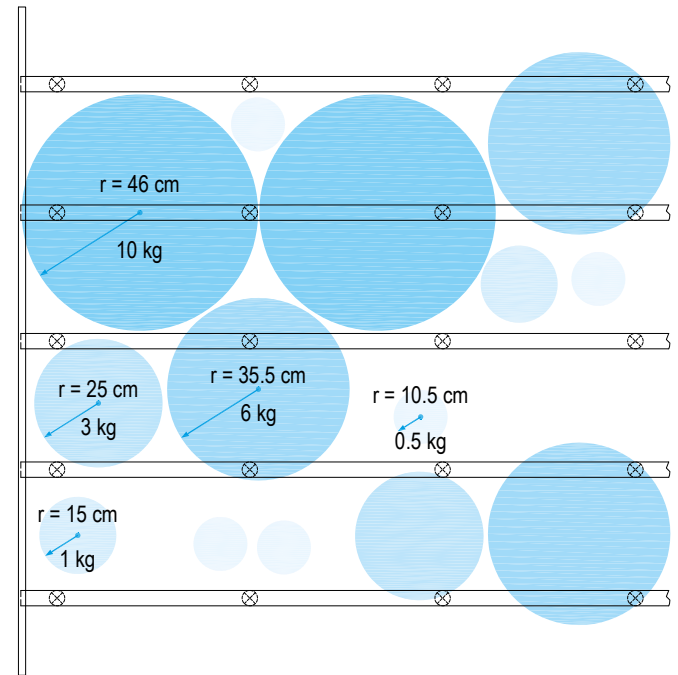 r = 46 cm
10 kg
r = 25 cm
3 kg
r = 35.5 cm
6 kg
r = 10.5 cm
0.5 kg
r = 15 cm
1 kg